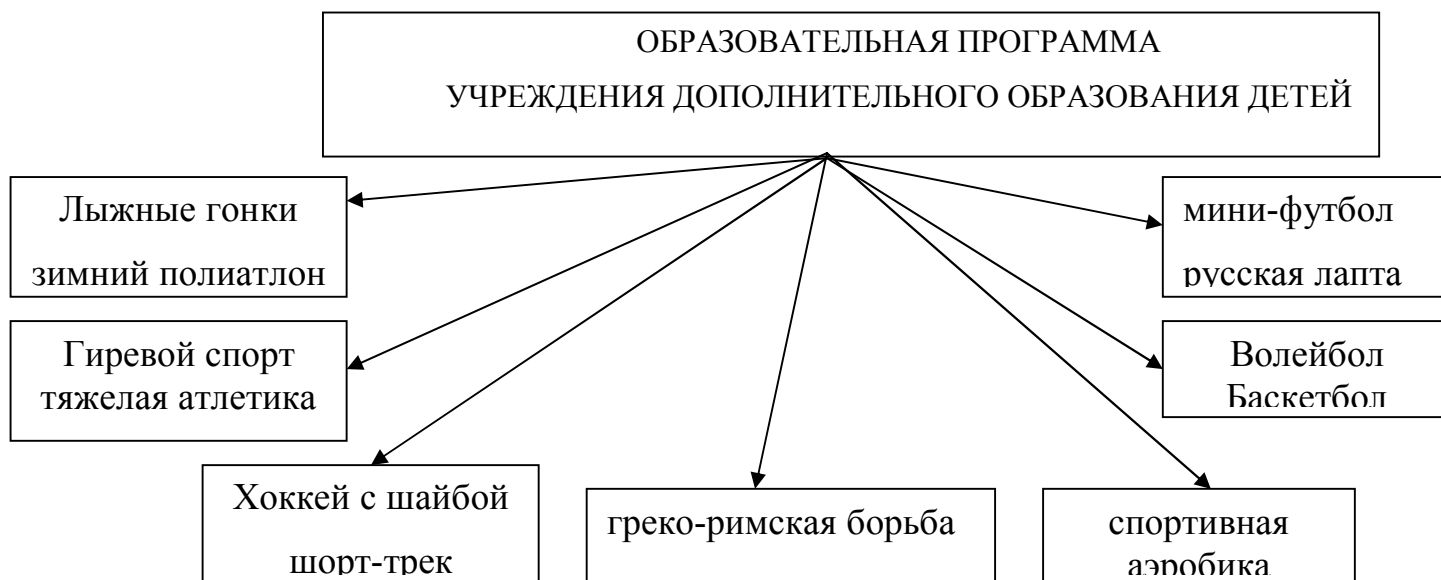 ОБРАЗОВАТЕЛЬНАЯ ПРОГРАММА
УЧРЕЖДЕНИЯ ДОПОЛНИТЕЛЬНОГО ОБРАЗОВАНИЯ ДЕТЕЙ
Лыжные гонки
зимний полиатлон
мини-футбол
русская лапта
Гиревой спорт
тяжелая атлетика
Волейбол
Баскетбол
Хоккей с шайбой
шорт-трек
греко-римская борьба
спортивная
аэробика